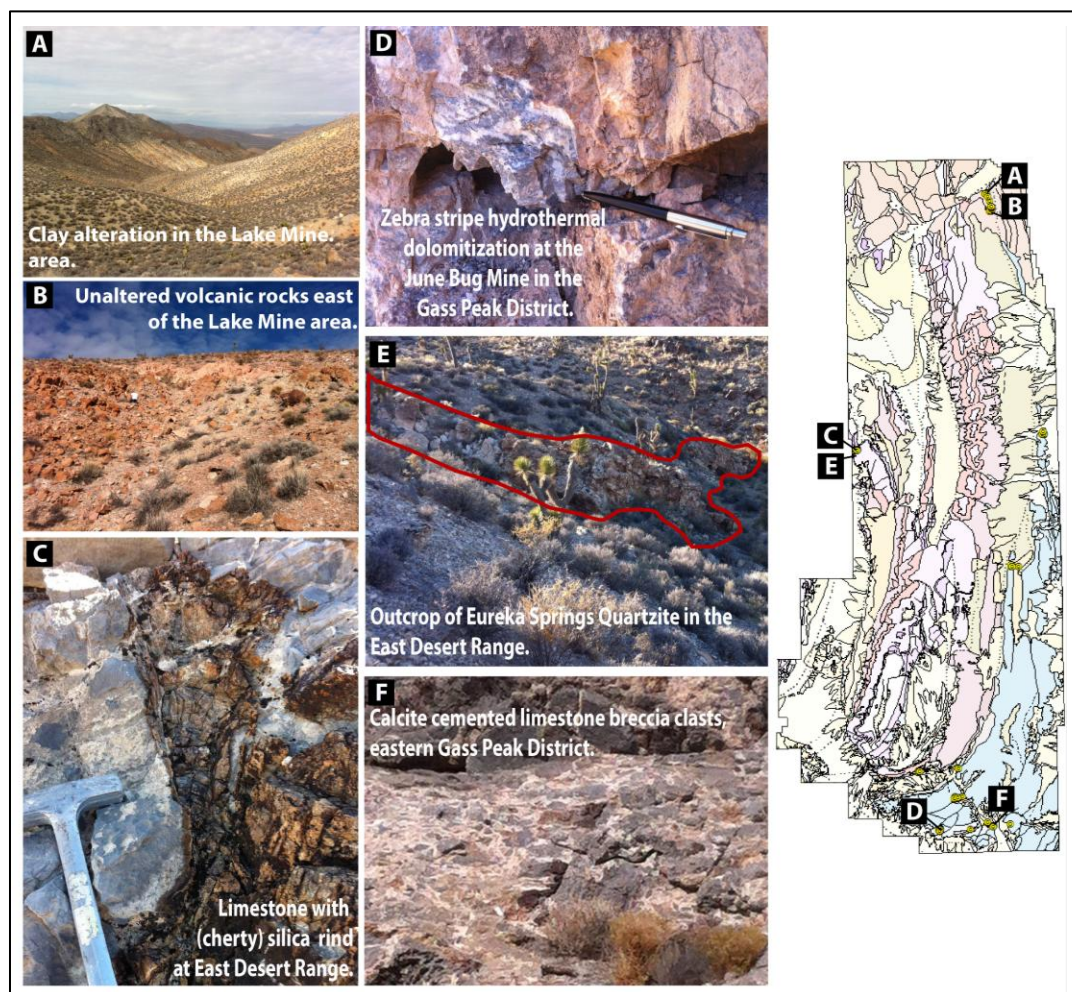 A
Clay alteration in the Lake Mine.
area.
B
Unaltered volcanic rocks east
of the Lake Mine area.
C
Limestone with
(cherty) silica rind
at East Desert Range.
D
Zebra stripe hydrothermal
dolomitization at the
June Bug Mine in the
Gass Peak District.
E
Outcrop of Eureka Springs Quartzite in the
East Desert Range.
F
Calcite cemented limestone breccia clasts,
eastern Gass Peak District.
A
B
C
E
D
F